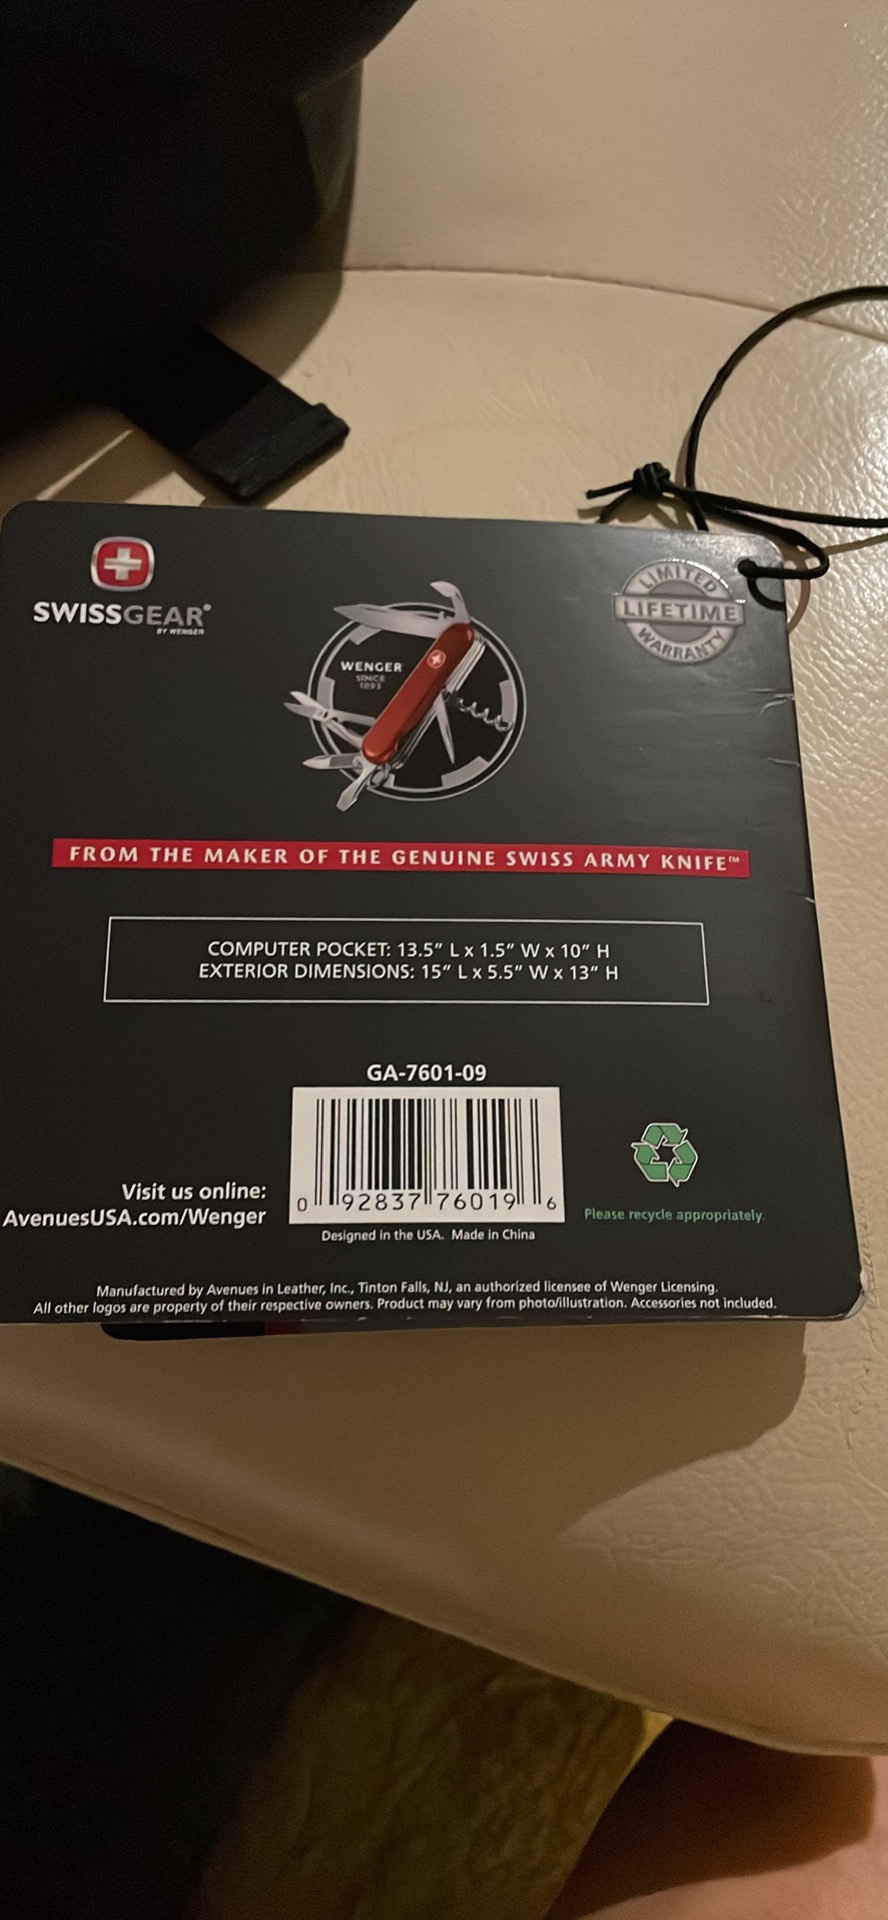 SWISSGEAR®
BY WENGER
WENGER
SINCE
1893
LIMITED
LIFETIME
WARRANTY
FROM THE MAKER OF THE GENUINE SWISS ARMY KNIFE™
COMPUTER POCKET: 13.5" L x 1.5" W x 10" H
EXTERIOR DIMENSIONS: 15" L x 5.5" W x 13" H
GA-7601-09
0 92837 76019 6
Visit us online:
AvenuesUSA.com/Wenger
Designed in the USA. Made in China
Please recycle appropriately.
Manufactured by Avenues in Leather, Inc., Tinton Falls, NJ, an authorized licensee of Wenger Licensing.
All other logos are property of their respective owners. Product may vary from photo/illustration. Accessories not included.